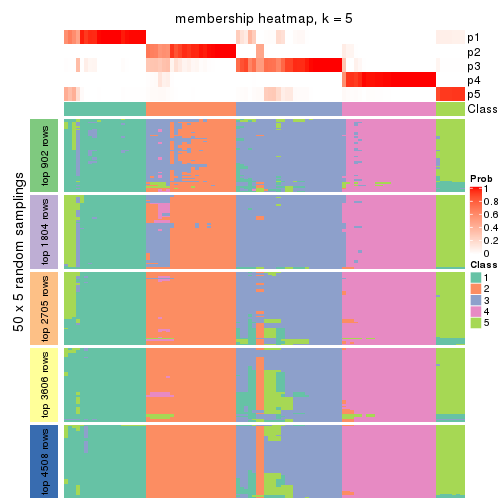 membership heatmap, k = 5
p1
p2
p3
p4
p5
Class
50 x 5 random samplings
top 902 rows
top 1804 rows
top 2705 rows
top 3606 rows
top 4508 rows
Prob
1
0.8
0.6
0.4
0.2
0
Class
1
2
3
4
5